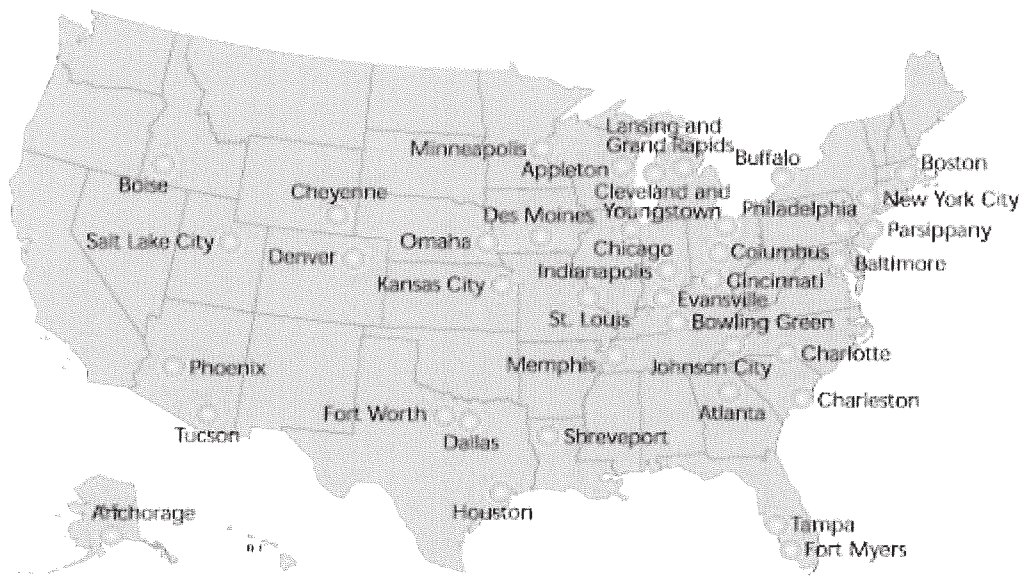 Lansing and
Grand Rapids
Minneapolis
Appleton
Buffalo
Boston
Boise
Cheyenne
Cleveland and
Youngstown
New York City
Des Moines
Philadelphia
Parsippany
Salt Lake City
Omaha
Chicago
Columbus
Denver
Baltimore
Indianapolis
Kansas City
Cincinnati
Evansville
St. Louis
Bowling Green
Charlotte
Memphis
Johnson City
Phoenix
Charleston
Fort Worth
Atlanta
Tucson
Dallas
Shreveport
Houston
Anchorage
Tampa
Fort Myers